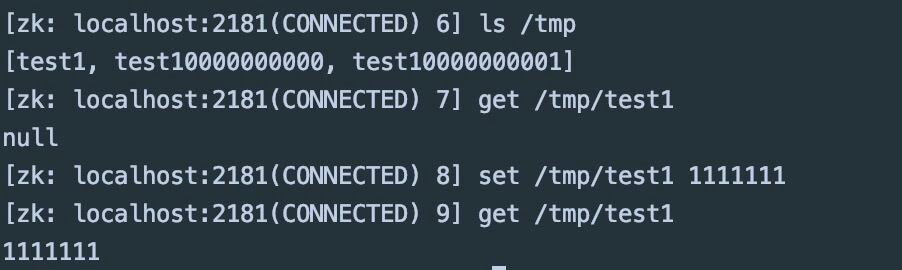 [zk: localhost:2181(CONNECTED) 6] ls /tmp
[test1, test10000000000, test10000000001]
[zk: localhost:2181(CONNECTED) 7] get /tmp/test1
null
[zk: localhost:2181(CONNECTED) 8] set /tmp/test1 1111111
[zk: localhost:2181(CONNECTED) 9] get /tmp/test1
1111111